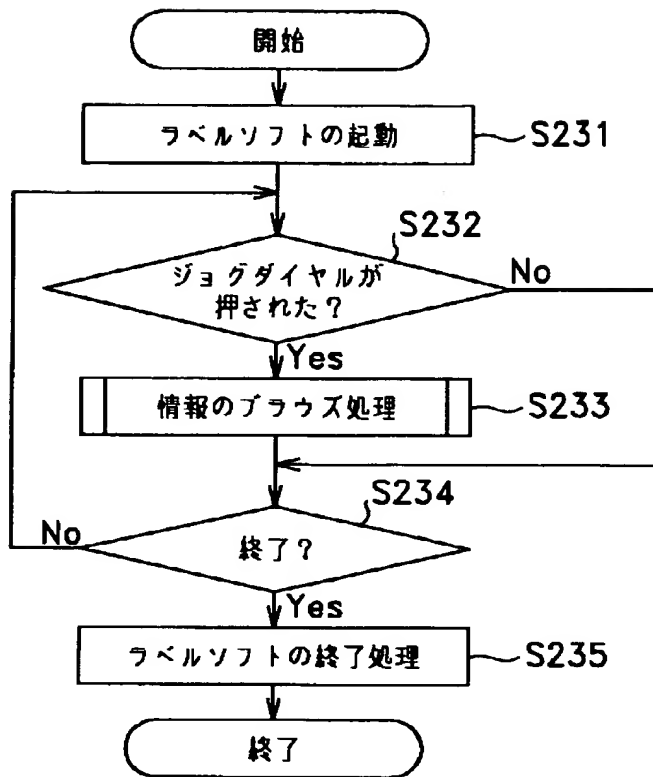 開始
ラベルソフトの起動
S231
S232
ジョグダイヤルが
押された？
No
Yes
情報のブラウズ処理
S233
S234
No
終了？
Yes
ラベルソフトの終了処理
S235
終了